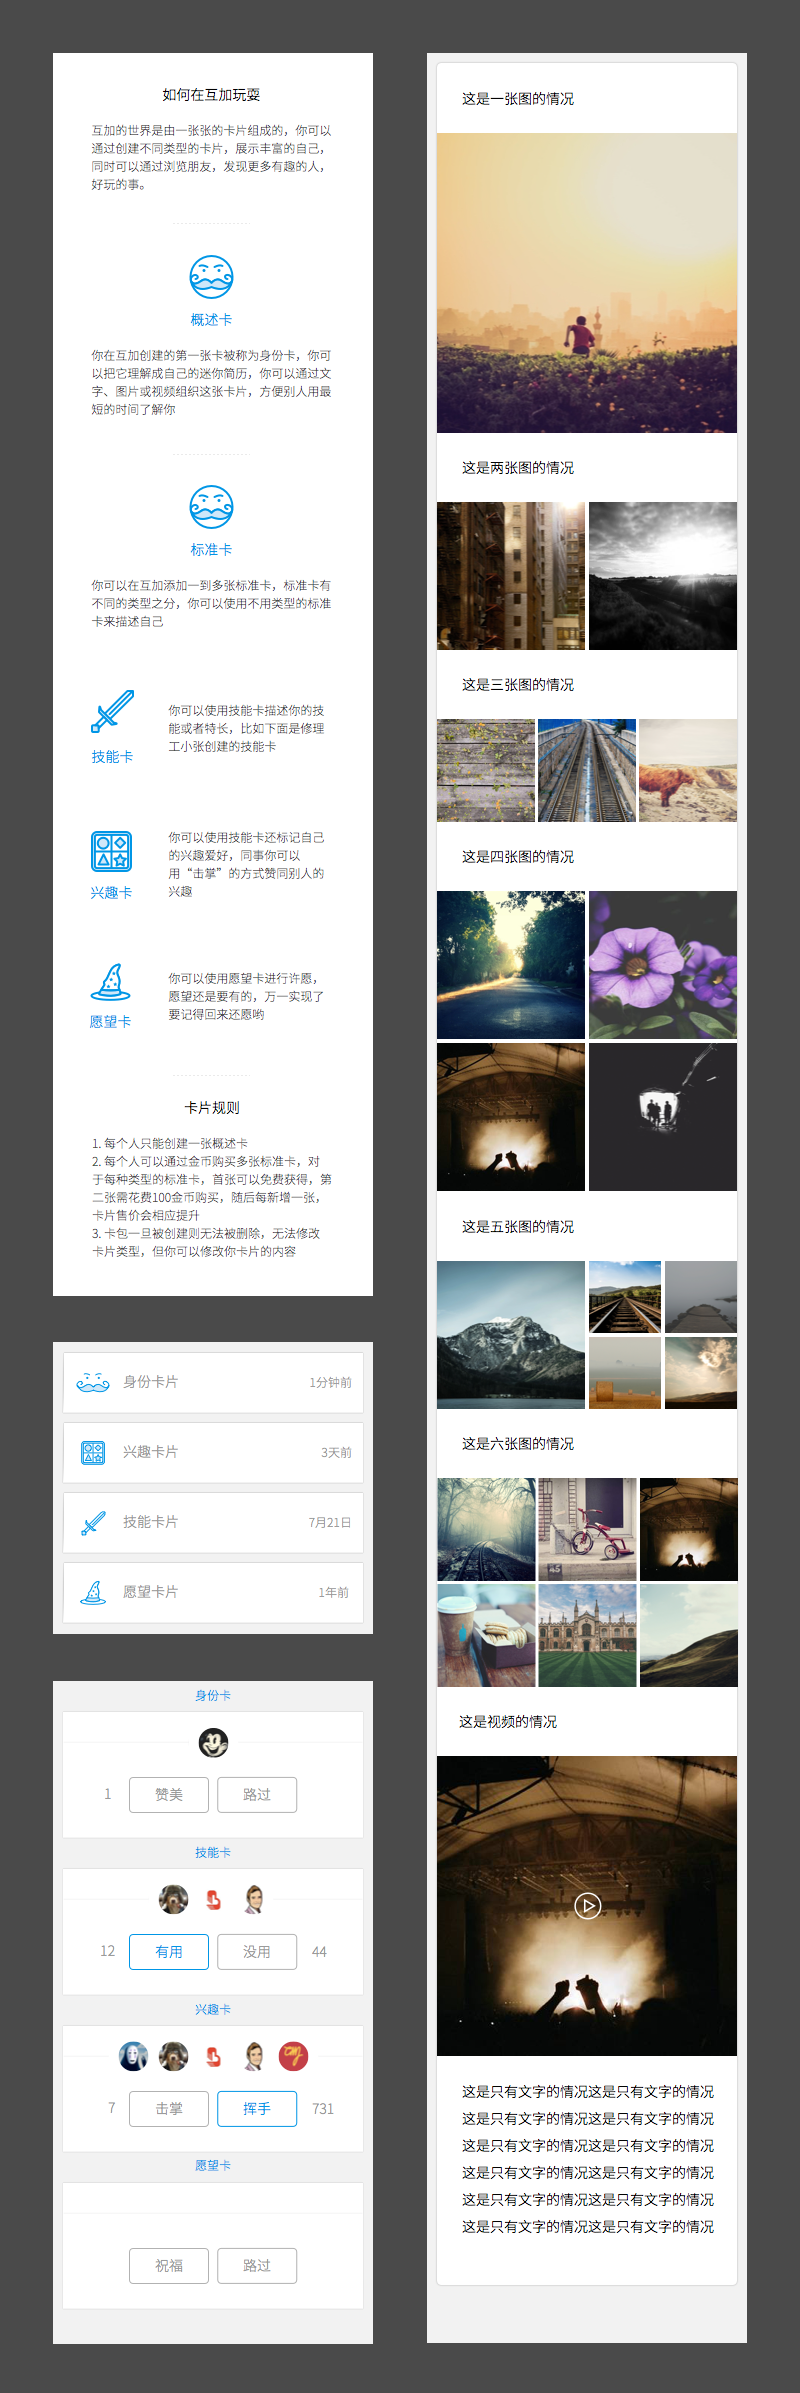 如何在互加玩耍
互加的世界是由一张张的卡片组成的，你可以
通过创建不同类型的卡片，展示丰富的自己，
同时可以通过浏览朋友，发现更多有趣的人，
好玩的事。
概述卡
你在互加创建的第一张卡被称为身份卡，你可
以把它理解成自己的迷你简历，你可以通过文
字、图片或视频组织这张卡片，方便别人用最
短的时间了解你
标准卡
你可以在互加添加一到多张标准卡，标准卡有
不同的类型之分，你可以使用不用类型的标准
卡来描述自己
技能卡
你可以使用技能卡描述你的技
能或者特长，比如下面是修理
工小张创建的技能卡
兴趣卡
你可以使用技能卡还标记自己
的兴趣爱好，同事你可以
用“击掌”的方式赞同别人的
兴趣
愿望卡
你可以使用愿望卡进行许愿，
愿望还是要有的，万一实现了
要记得回来还愿哟
卡片规则
1. 每个人只能创建一张概述卡
2. 每个人可以通过金币购买多张标准卡，对
于每种类型的标准卡，首张可以免费获得，第
二张需花费100金币购买，随后每新增一张，
卡片售价会相应提升
3. 卡包一旦被创建则无法被删除，无法修改
卡片类型，但你可以修改你卡片的内容
身份卡片 1分钟前
兴趣卡片 3天前
技能卡片 7月21日
愿望卡片 1年前
身份卡
1 赞美 路过
技能卡
12 有用 没用 44
兴趣卡
7 击掌 挥手 731
愿望卡
祝福 路过
这是一张图的情况
这是两张图的情况
这是三张图的情况
这是四张图的情况
这是五张图的情况
这是六张图的情况
45
这是视频的情况
这是只有文字的情况这是只有文字的情况
这是只有文字的情况这是只有文字的情况
这是只有文字的情况这是只有文字的情况
这是只有文字的情况这是只有文字的情况
这是只有文字的情况这是只有文字的情况
这是只有文字的情况这是只有文字的情况